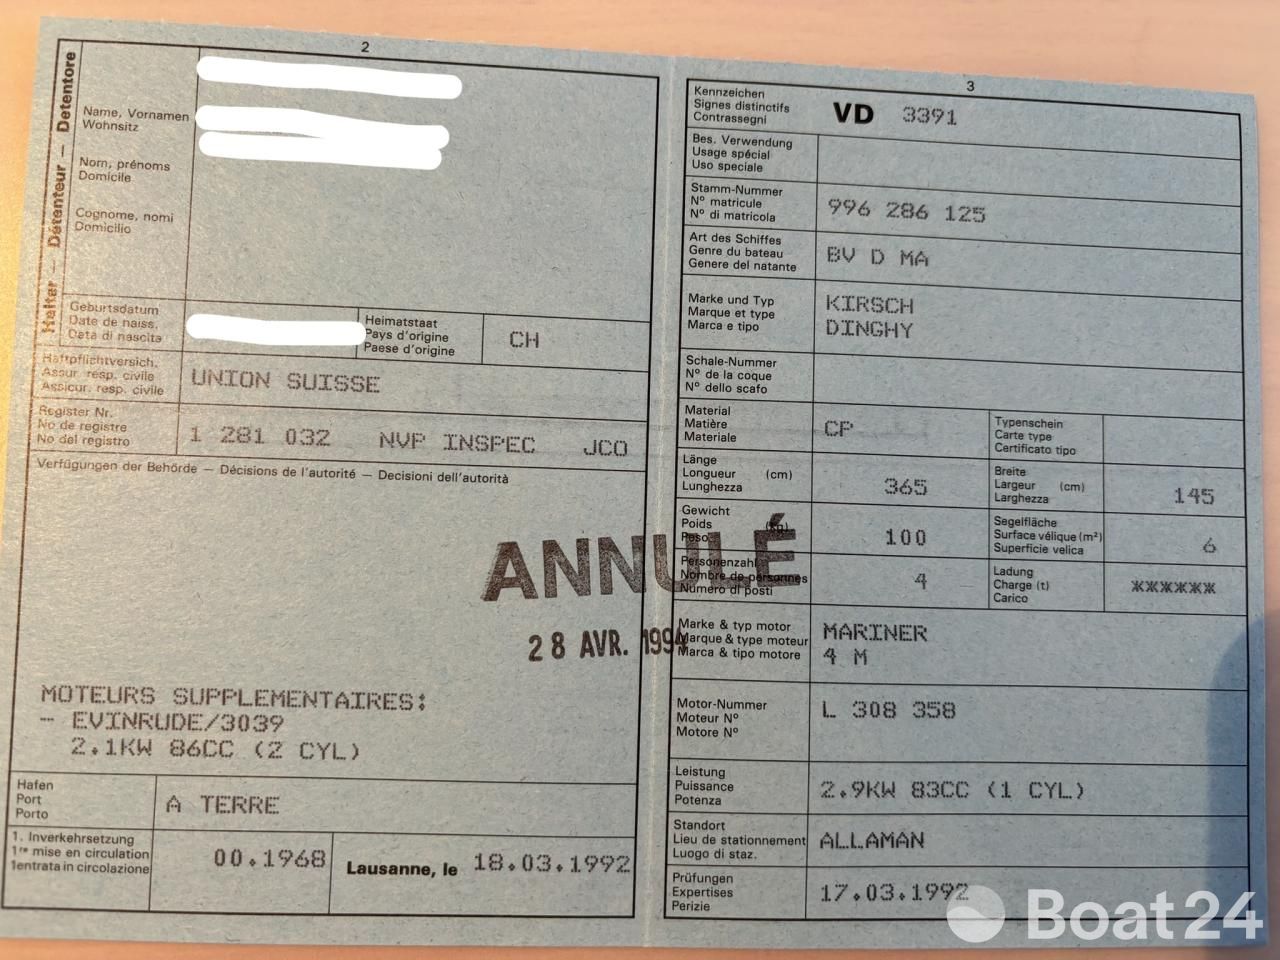 2
Halter — Détenteur — Detentore
Name, Vornamen
Wohnsitz
Nom, prénoms
Domicile
Cognome, nomi
Domicilio
Geburtsdatum
Date de naiss.
Data di nascita
Heimatstaat
Pays d'origine
Paese d'origine
CH
Haftpflichtversich.
Assur. resp. civile
Assicur. resp. civile
UNION SUISSE
Register Nr.
No de registre
No del registro
1 281 032 NVP INSPEC JCO
Verfügungen der Behörde — Décisions de l'autorité — Decisioni dell'autorità
ANNULÉ
28 AVR. 1994
MOTEURS SUPPLEMENTAIRES:
- EVINRUDE/3039
2.1KW 86CC (2 CYL)
Hafen
Port
Porto
A TERRE
1. Inverkehrsetzung
1re mise en circulation
1entrata in circolazione
00.1968
Lausanne, le 18.03.1992
3
Kennzeichen
Signes distinctifs
Contrassegni
VD 3391
Bes. Verwendung
Usage spécial
Uso speciale
Stamm-Nummer
N° matricule
N° di matricola
996 286 125
Art des Schiffes
Genre du bateau
Genere del natante
BV D MA
Marke und Typ
Marque et type
Marca e tipo
KIRSCH
DINGHY
Schale-Nummer
N° de la coque
N° dello scafo
Material
Matière
Materiale
CP
Typenschein
Carte type
Certificato tipo
Länge
Longueur (cm)
Lunghezza
365
Breite
Largeur (cm)
Larghezza
145
Gewicht
Poids (kg)
Peso
100
Segelfläche
Surface vélique (m²)
Superficie velica
6
Personenzahl
Nombre de personnes
Numero di posti
4
Ladung
Charge (t)
Carico
******
Marke & typ motor
Marque & type moteur
Marca & tipo motore
MARINER
4 M
Motor-Nummer
Moteur N°
Motore N°
L 308 358
Leistung
Puissance
Potenza
2.9KW 83CC (1 CYL)
Standort
Lieu de stationnement
Luogo di staz.
ALLAMAN
Prüfungen
Expertises
Perizie
17.03.1992
Boat24